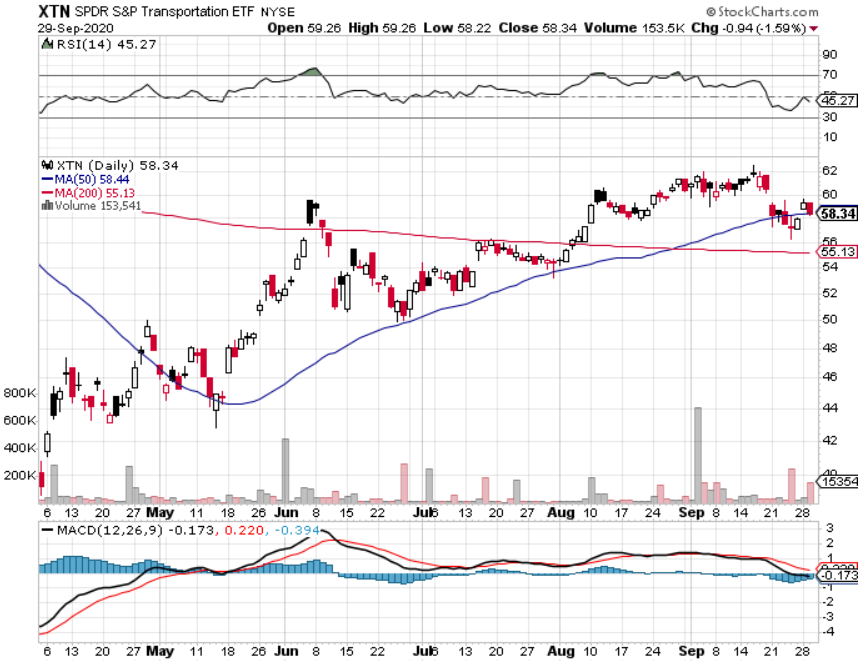 XTN SPDR S&P Transportation ETF NYSE
© StockCharts.com
29-Sep-2020
Open 59.26 High 59.26 Low 58.22 Close 58.34 Volume 153.5K Chg -0.94 (-1.59%)
RSI(14) 45.27
90
70
45.27
30
10
XTN (Daily) 58.34
MA(50) 58.44
MA(200) 55.13
Volume 153,541
62
60
58.34
56
55.13
54
52
50
48
46
44
42
40
800K
600K
400K
200K
15354
6 13 20 27 May 11 18 26 Jun 8 15 22 Jul 6 13 20 27 Aug 10 17 24 Sep 8 14 21 28
MACD(12,26,9) -0.173, 0.220, -0.394
3
2
1
-0.173
-1
-2
-3
-4
6 13 20 27 May 11 18 26 Jun 8 15 22 Jul 6 13 20 27 Aug 10 17 24 Sep 8 14 21 28